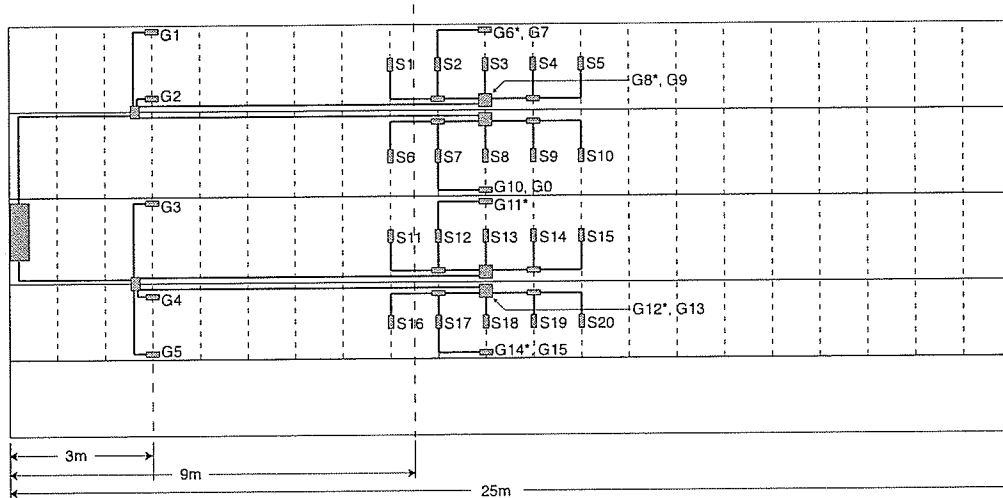 G1
G6*, G7
S1 S2 S3 S4 S5
G8*, G9
G2
S6 S7 S8 S9 S10
G10, G0
G3
G11*
S11 S12 S13 S14 S15
G4
G12*, G13
S16 S17 S18 S19 S20
G5
G14*, G15
3m
9m
25m